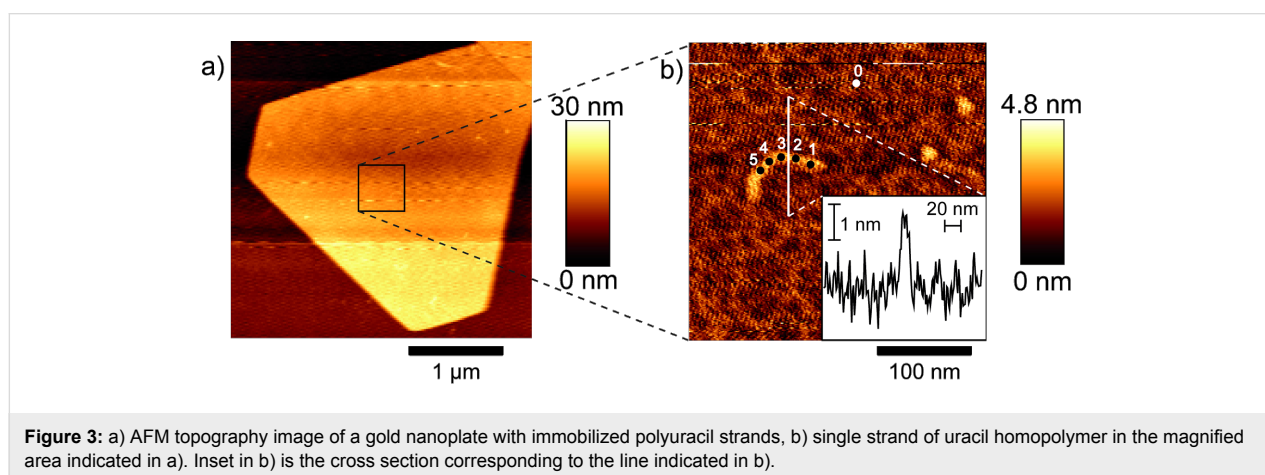 a)
30 nm
0 nm
1 µm
b)
0
1
2
3
4
5
4.8 nm
0 nm
1 nm
20 nm
100 nm
Figure 3: a) AFM topography image of a gold nanoplate with immobilized polyuracil strands, b) single strand of uracil homopolymer in the magnified
area indicated in a). Inset in b) is the cross section corresponding to the line indicated in b).